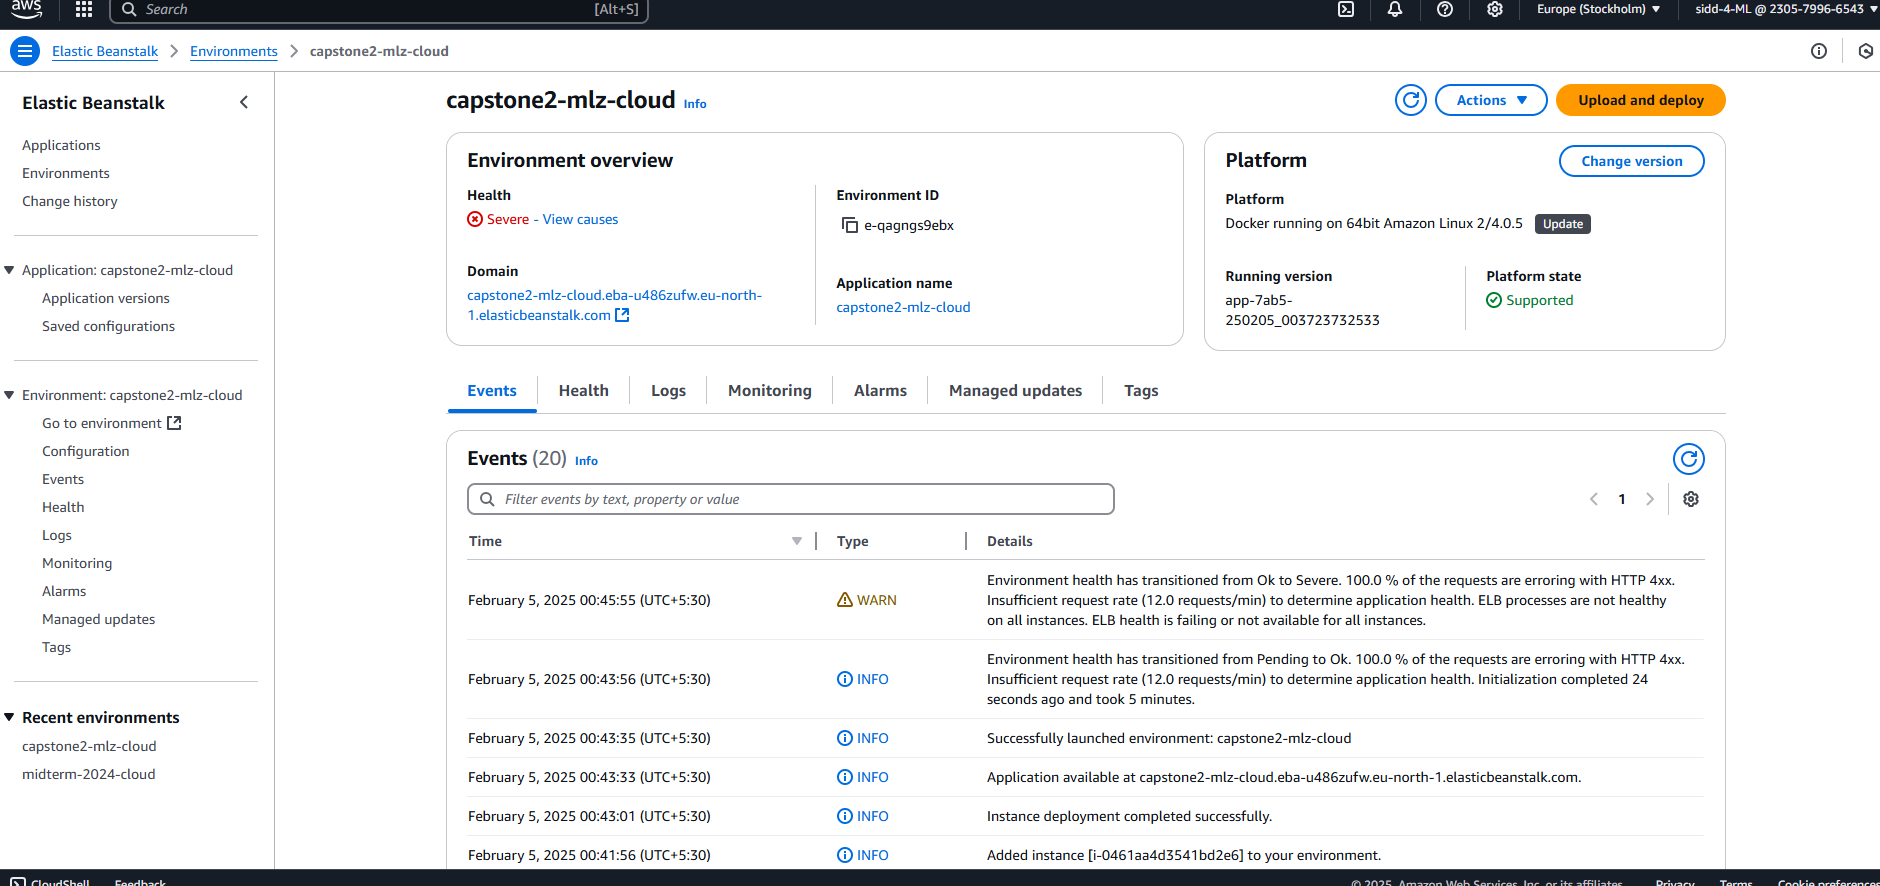 aws
Search
[Alt+S]
Europe (Stockholm)
sidd-4-ML @ 2305-7996-6543
Elastic Beanstalk
Environments
capstone2-mlz-cloud
Elastic Beanstalk
Applications
Environments
Change history
Application: capstone2-mlz-cloud
Application versions
Saved configurations
Environment: capstone2-mlz-cloud
Go to environment
Configuration
Events
Health
Logs
Monitoring
Alarms
Managed updates
Tags
Recent environments
capstone2-mlz-cloud
midterm-2024-cloud
capstone2-mlz-cloud Info
Actions
Upload and deploy
Environment overview
Health
Severe - View causes
Domain
capstone2-mlz-cloud.eba-u486zufw.eu-north-
1.elasticbeanstalk.com
Environment ID
e-qagngs9ebx
Application name
capstone2-mlz-cloud
Platform
Change version
Platform
Docker running on 64bit Amazon Linux 2/4.0.5 Update
Running version
app-7ab5-
250205_003723732533
Platform state
Supported
Events
Health
Logs
Monitoring
Alarms
Managed updates
Tags
Events (20) Info
Filter events by text, property or value
1
Time
Type
Details
February 5, 2025 00:45:55 (UTC+5:30)
WARN
Environment health has transitioned from Ok to Severe. 100.0 % of the requests are erroring with HTTP 4xx.
Insufficient request rate (12.0 requests/min) to determine application health. ELB processes are not healthy
on all instances. ELB health is failing or not available for all instances.
February 5, 2025 00:43:56 (UTC+5:30)
INFO
Environment health has transitioned from Pending to Ok. 100.0 % of the requests are erroring with HTTP 4xx.
Insufficient request rate (12.0 requests/min) to determine application health. Initialization completed 24
seconds ago and took 5 minutes.
February 5, 2025 00:43:35 (UTC+5:30)
INFO
Successfully launched environment: capstone2-mlz-cloud
February 5, 2025 00:43:33 (UTC+5:30)
INFO
Application available at capstone2-mlz-cloud.eba-u486zufw.eu-north-1.elasticbeanstalk.com.
February 5, 2025 00:43:01 (UTC+5:30)
INFO
Instance deployment completed successfully.
February 5, 2025 00:41:56 (UTC+5:30)
INFO
Added instance [i-0461aa4d3541bd2e6] to your environment.
CloudShell
Feedback
© 2025, Amazon Web Services, Inc. or its affiliates.
Privacy
Terms
Cookie preferences